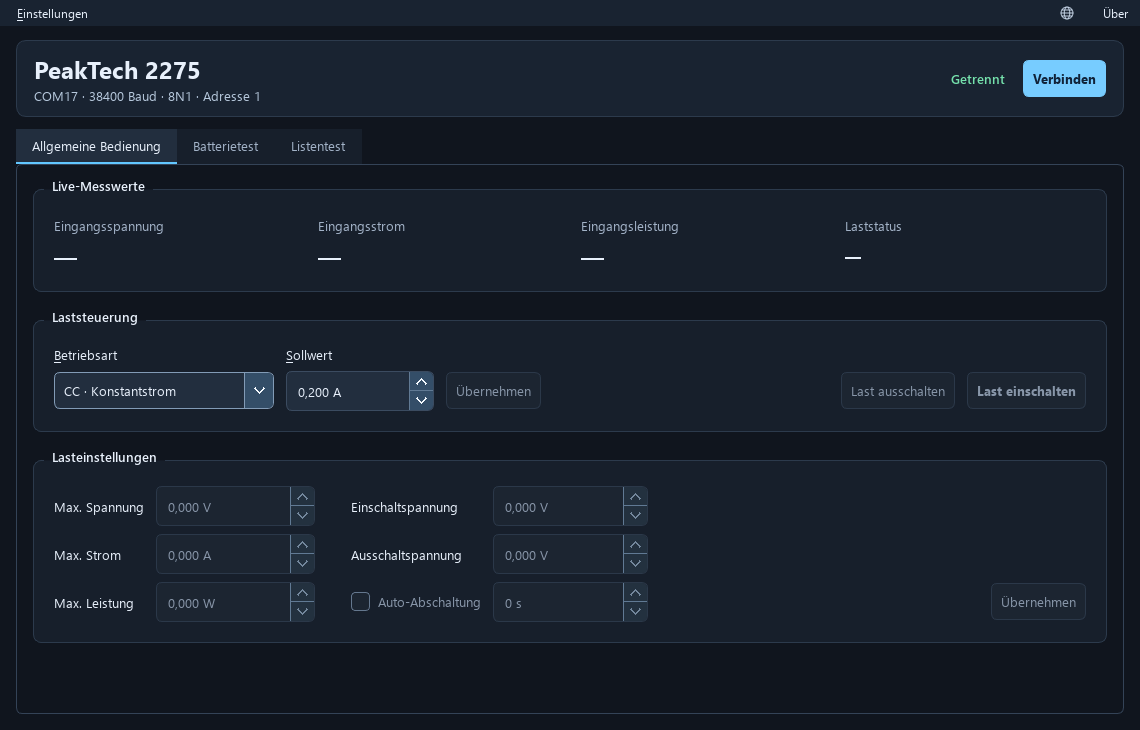 Einstellungen
Über
PeakTech 2275
COM17 · 38400 Baud · 8N1 · Adresse 1
Getrennt
Verbinden
Allgemeine Bedienung
Batterietest
Listentest
Live-Messwerte
Eingangsspannung
Eingangsstrom
Eingangsleistung
Laststatus
—
—
—
—
Laststeuerung
Betriebsart
Sollwert
CC · Konstantstrom
0,200 A
Übernehmen
Last ausschalten
Last einschalten
Lasteinstellungen
Max. Spannung
0,000 V
Einschaltspannung
0,000 V
Max. Strom
0,000 A
Ausschaltspannung
0,000 V
Max. Leistung
0,000 W
Auto-Abschaltung
0 s
Übernehmen